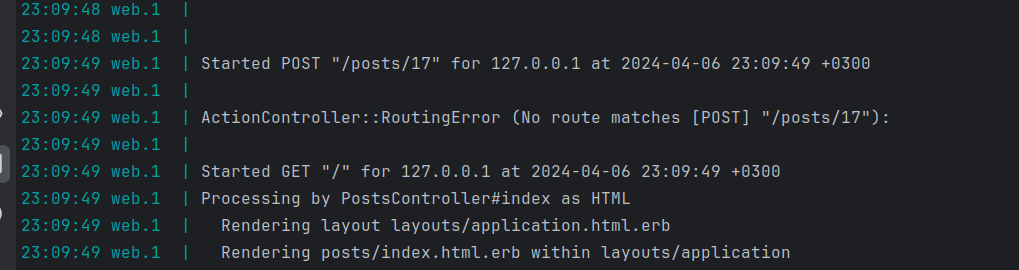 23:09:48 web.1  |
23:09:48 web.1  |
23:09:49 web.1  | Started POST "/posts/17" for 127.0.0.1 at 2024-04-06 23:09:49 +0300
23:09:49 web.1  |
23:09:49 web.1  | ActionController::RoutingError (No route matches [POST] "/posts/17"):
23:09:49 web.1  |
23:09:49 web.1  | Started GET "/" for 127.0.0.1 at 2024-04-06 23:09:49 +0300
23:09:49 web.1  | Processing by PostsController#index as HTML
23:09:49 web.1  |   Rendering layout layouts/application.html.erb
23:09:49 web.1  |   Rendering posts/index.html.erb within layouts/application